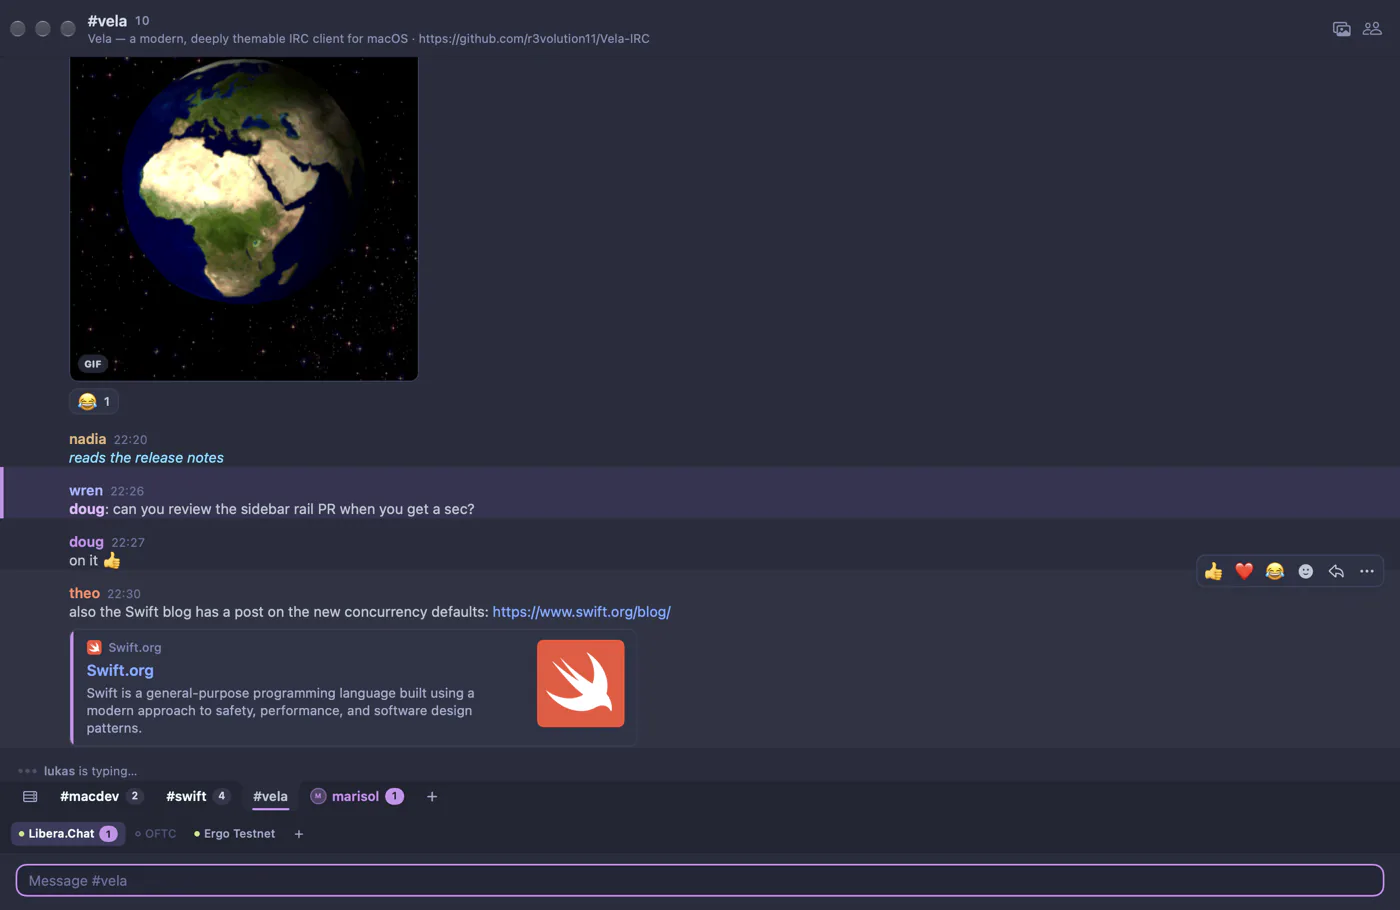 #vela 10
Vela — a modern, deeply themable IRC client for macOS · https://github.com/r3volution11/Vela-IRC
GIF
😂 1
nadia 22:20
reads the release notes
wren 22:26
doug: can you review the sidebar rail PR when you get a sec?
doug 22:27
on it 👍
theo 22:30
also the Swift blog has a post on the new concurrency defaults: https://www.swift.org/blog/
Swift.org
Swift.org
Swift is a general-purpose programming language built using a
modern approach to safety, performance, and software design
patterns.
lukas is typing...
#macdev 2 #swift 4 #vela M marisol 1 +
Libera.Chat 1 OFTC Ergo Testnet +
Message #vela